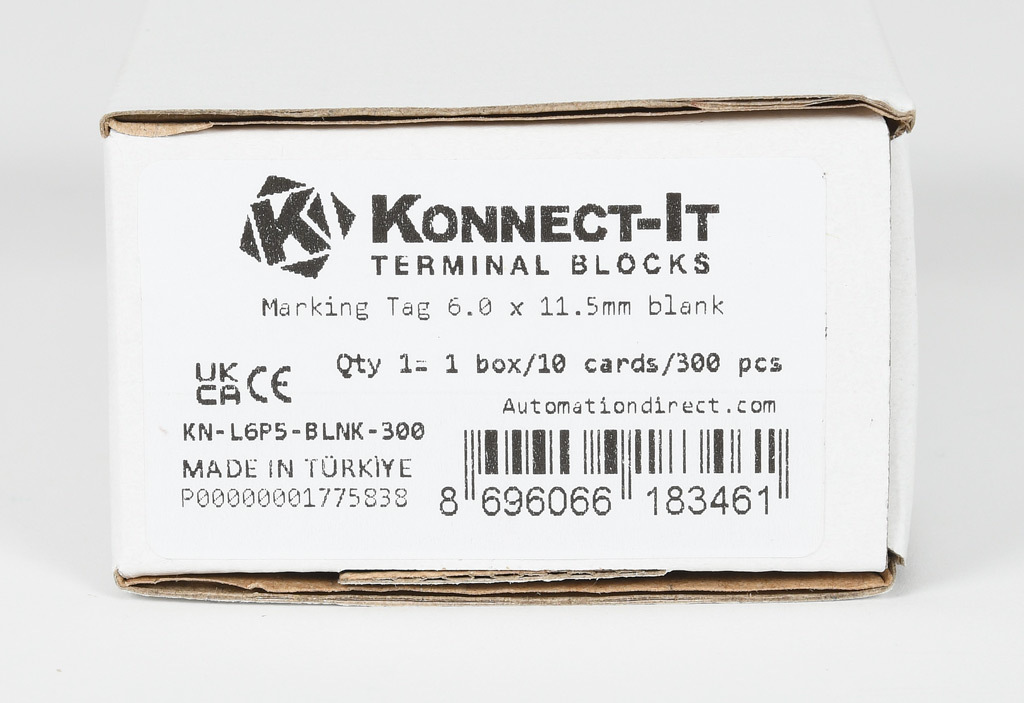 K KONNECT-IT
TERMINAL BLOCKS
Marking Tag 6.0 x 11.5mm blank
Qty 1= 1 box/10 cards/300 pcs
UK
CA CE
Automationdirect.com
KN-L6P5-BLNK-300
MADE IN TÜRKİYE
P00000001775838
8 696066 183461